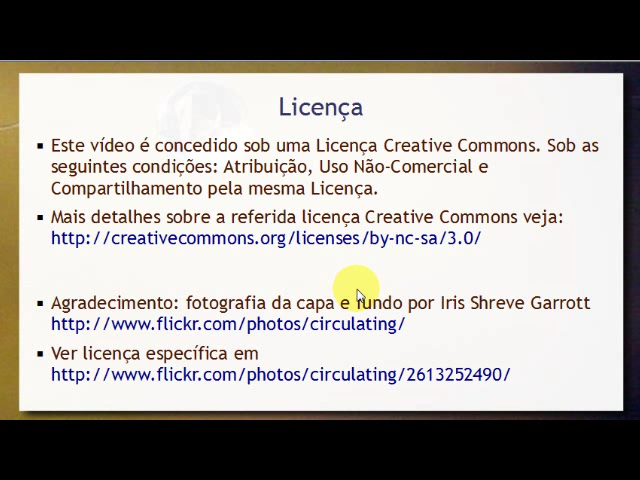 Licença
Este vídeo é concedido sob uma Licença Creative Commons. Sob as
seguintes condições: Atribuição, Uso Não-Comercial e
Compartilhamento pela mesma Licença.
Mais detalhes sobre a referida licença Creative Commons veja:
http://creativecommons.org/licenses/by-nc-sa/3.0/
Agradecimento: fotografia da capa e fundo por Iris Shreve Garrott
http://www.flickr.com/photos/circulating/
Ver licença específica em
http://www.flickr.com/photos/circulating/2613252490/